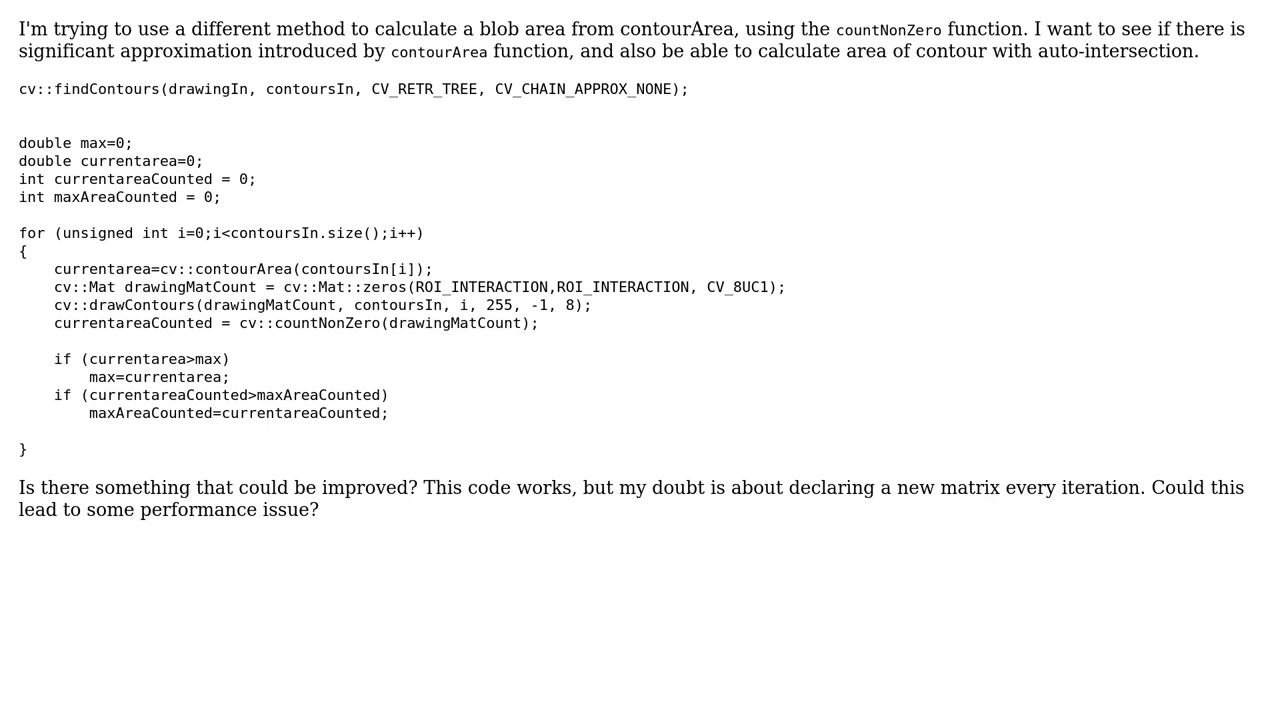 I'm trying to use a different method to calculate a blob area from contourArea, using the countNonZero function. I want to see if there is
significant approximation introduced by contourArea function, and also be able to calculate area of contour with auto-intersection.
cv::findContours(drawingIn, contoursIn, CV_RETR_TREE, CV_CHAIN_APPROX_NONE);
double max=0;
double currentarea=0;
int currentareaCounted = 0;
int maxAreaCounted = 0;
for (unsigned int i=0;i<contoursIn.size();i++)
{
    currentarea=cv::contourArea(contoursIn[i]);
    cv::Mat drawingMatCount = cv::Mat::zeros(ROI_INTERACTION,ROI_INTERACTION, CV_8UC1);
    cv::drawContours(drawingMatCount, contoursIn, i, 255, -1, 8);
    currentareaCounted = cv::countNonZero(drawingMatCount);
    if (currentarea>max)
        max=currentarea;
    if (currentareaCounted>maxAreaCounted)
        maxAreaCounted=currentareaCounted;
}
Is there something that could be improved? This code works, but my doubt is about declaring a new matrix every iteration. Could this
lead to some performance issue?